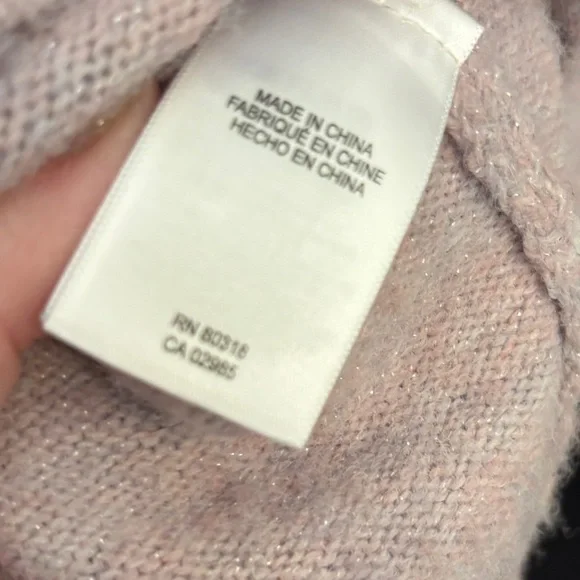 MADE IN CHINA
FABRIQUÉ EN CHINE
HECHO EN CHINA
RN 80318
CA 02985